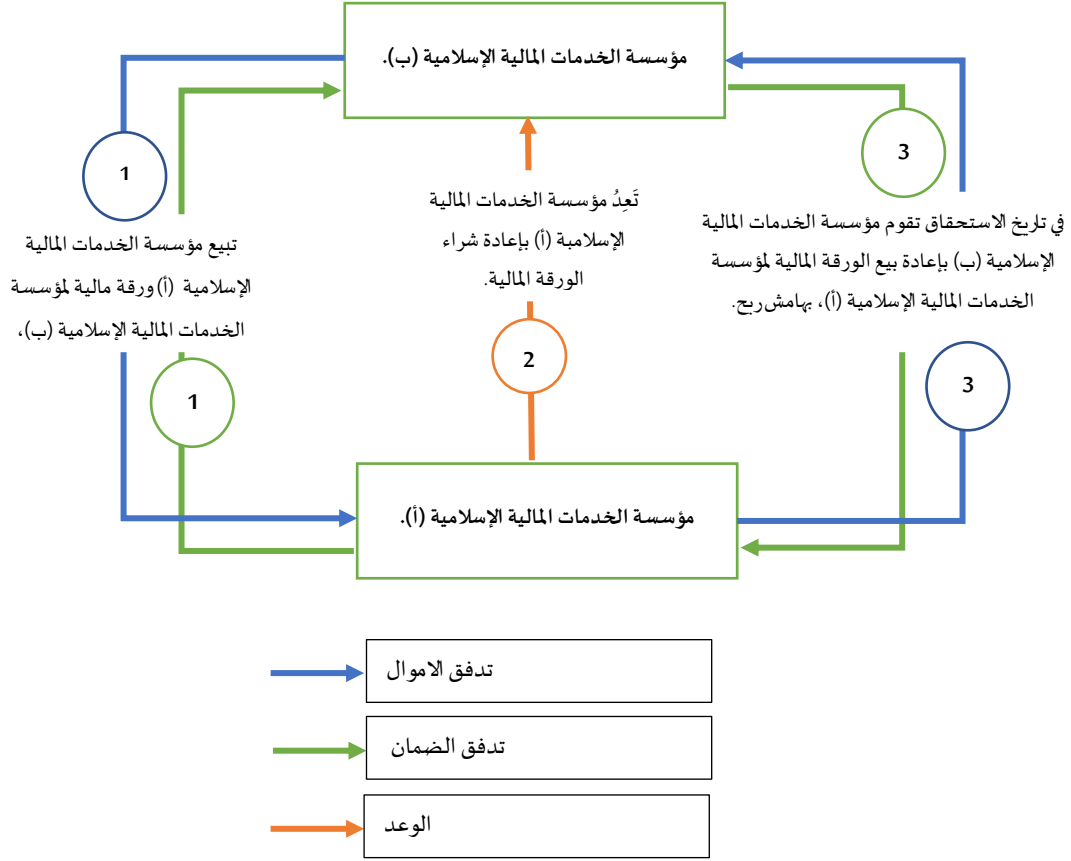 مؤسسة الخدمات المالية الإسلامية (ب).
1
3
تبيع مؤسسة الخدمات المالية
الإسلامية (أ) ورقة مالية لمؤسسة
الخدمات المالية الإسلامية (ب)،
تَعِدُ مؤسسة الخدمات المالية
الإسلامية (أ) بإعادة شراء
الورقة المالية.
في تاريخ الاستحقاق تقوم مؤسسة الخدمات المالية
الإسلامية (ب) بإعادة بيع الورقة المالية لمؤسسة
الخدمات المالية الإسلامية (أ)، بهامش ربح.
1
2
3
مؤسسة الخدمات المالية الإسلامية (أ).
تدفق الاموال
تدفق الضمان
الوعد